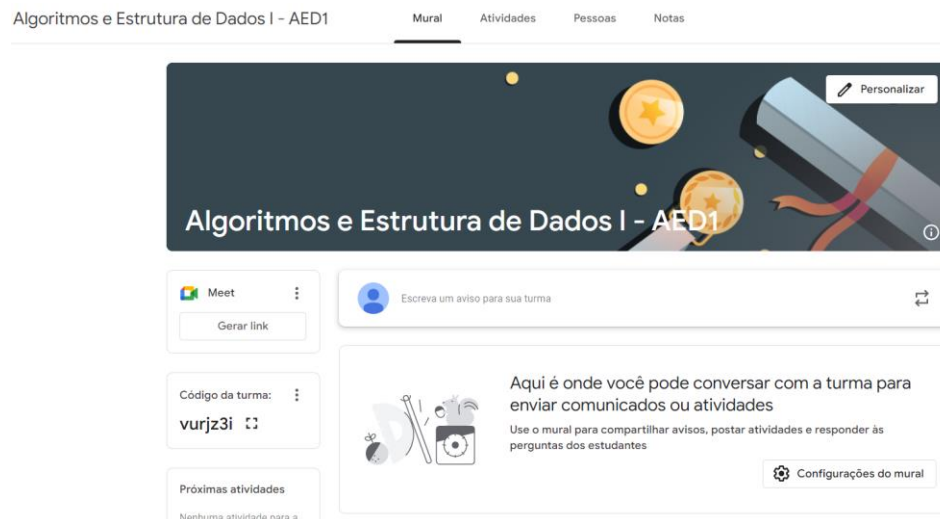 Algoritmos e Estrutura de Dados I - AED1
Mural Atividades Pessoas Notas
Personalizar
Algoritmos e Estrutura de Dados I - AED1
Meet
Gerar link
Escreva um aviso para sua turma
Código da turma:
vurjz3i
Aqui é onde você pode conversar com a turma para
enviar comunicados ou atividades
Use o mural para compartilhar avisos, postar atividades e responder às
perguntas dos estudantes
Configurações do mural
Próximas atividades
Nenhuma atividade para a